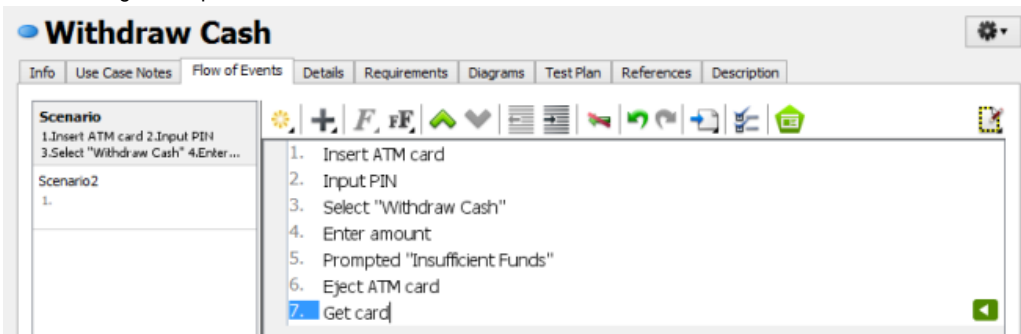 Withdraw Cash
Info Use Case Notes Flow of Events Details Requirements Diagrams Test Plan References Description
Scenario
1.Insert ATM card 2.Input PIN
3.Select "Withdraw Cash" 4.Enter...
Scenario2
1.
1. Insert ATM card
2. Input PIN
3. Select "Withdraw Cash"
4. Enter amount
5. Prompted "Insufficient Funds"
6. Eject ATM card
7. Get card